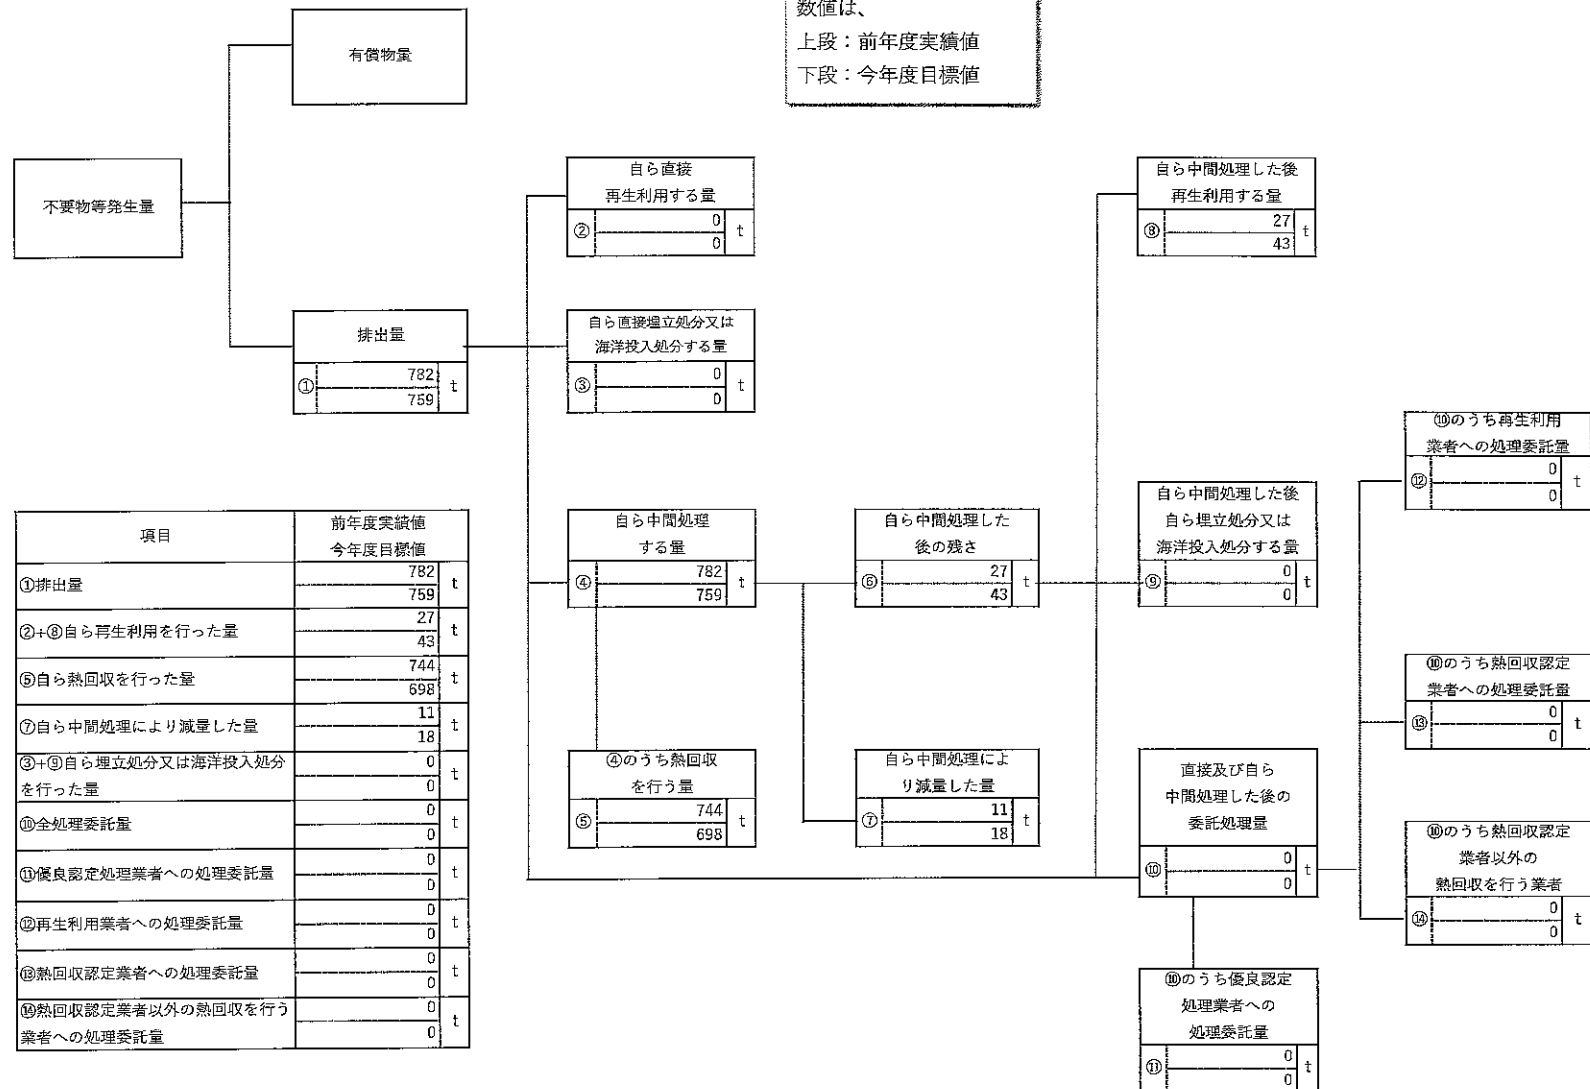 数値は、
上段：前年度実績値
下段：今年度目標値
有償物量
不要物等発生量
排出量
①
782
759
t
自ら直接
再生利用する量
②
0
0
t
自ら直接埋立処分又は
海洋投入処分する量
③
0
0
t
自ら中間処理
する量
④
782
759
t
④のうち熱回収
を行う量
⑤
744
698
t
自ら中間処理した
後の残さ
⑥
27
43
t
自ら中間処理によ
り減量した量
⑦
11
18
t
自ら中間処理した後
再生利用する量
⑧
27
43
t
自ら中間処理した後
自ら埋立処分又は
海洋投入処分する量
⑨
0
0
t
直接及び自ら
中間処理した後の
委託処理量
⑩
0
0
t
⑩のうち優良認定
処理業者への
処理委託量
⑪
0
0
t
⑩のうち再生利用
業者への処理委託量
⑫
0
0
t
⑩のうち熱回収認定
業者への処理委託量
⑬
0
0
t
⑩のうち熱回収認定
業者以外の
熱回収を行う業者
⑭
0
0
t
項目
前年度実績値
今年度目標値
①排出量
782
759
t
②+⑧自ら再生利用を行った量
27
43
t
⑤自ら熱回収を行った量
744
698
t
⑦自ら中間処理により減量した量
11
18
t
③+⑨自ら埋立処分又は海洋投入処分
を行った量
0
0
t
⑩全処理委託量
0
0
t
⑪優良認定処理業者への処理委託量
0
0
t
⑫再生利用業者への処理委託量
0
0
t
⑬熱回収認定業者への処理委託量
0
0
t
⑭熱回収認定業者以外の熱回収を行う
業者への処理委託量
0
0
t